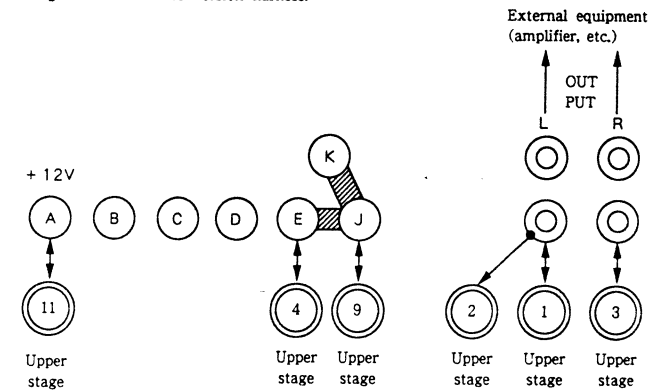 External equipment
(amplifier, etc.)
OUT
PUT
L R
K
+ 12V
A B C D E J
11 4 9 2 1 3
Upper Upper Upper Upper Upper Upper
stage stage stage stage stage stage